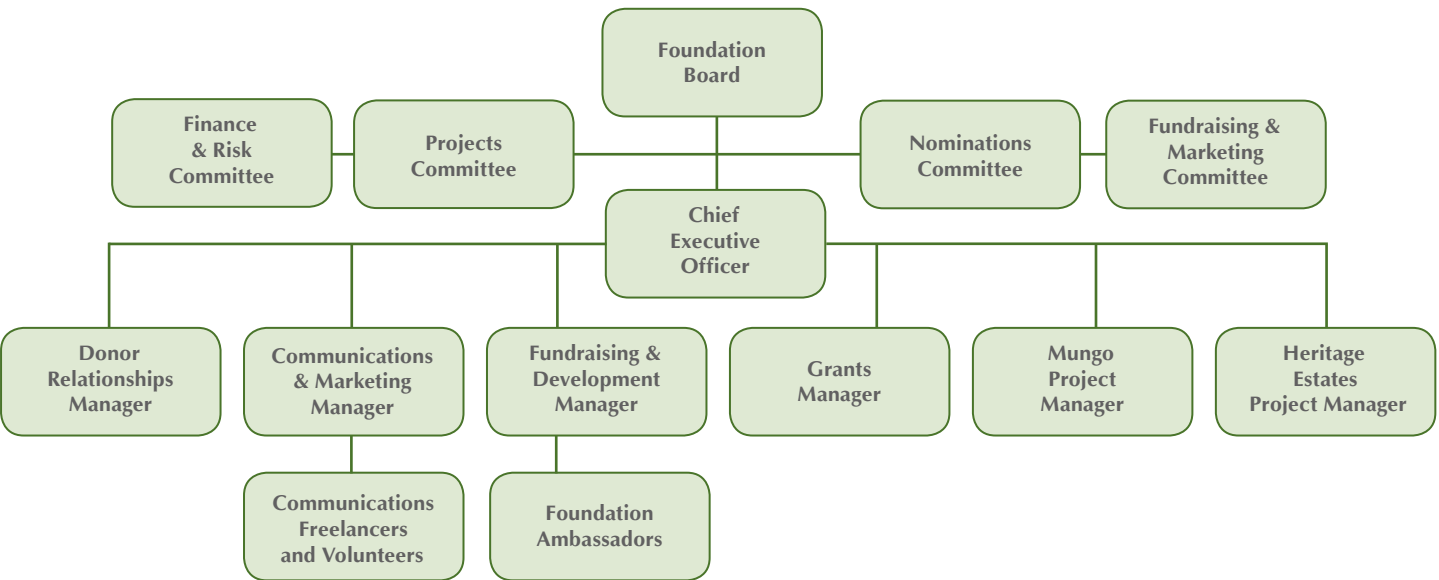 Foundation
Board
Finance
& Risk
Committee
Projects
Committee
Nominations
Committee
Fundraising &
Marketing
Committee
Chief
Executive
Officer
Donor
Relationships
Manager
Communications
& Marketing
Manager
Fundraising &
Development
Manager
Grants
Manager
Mungo
Project
Manager
Heritage
Estates
Project Manager
Communications
Freelancers
and Volunteers
Foundation
Ambassadors